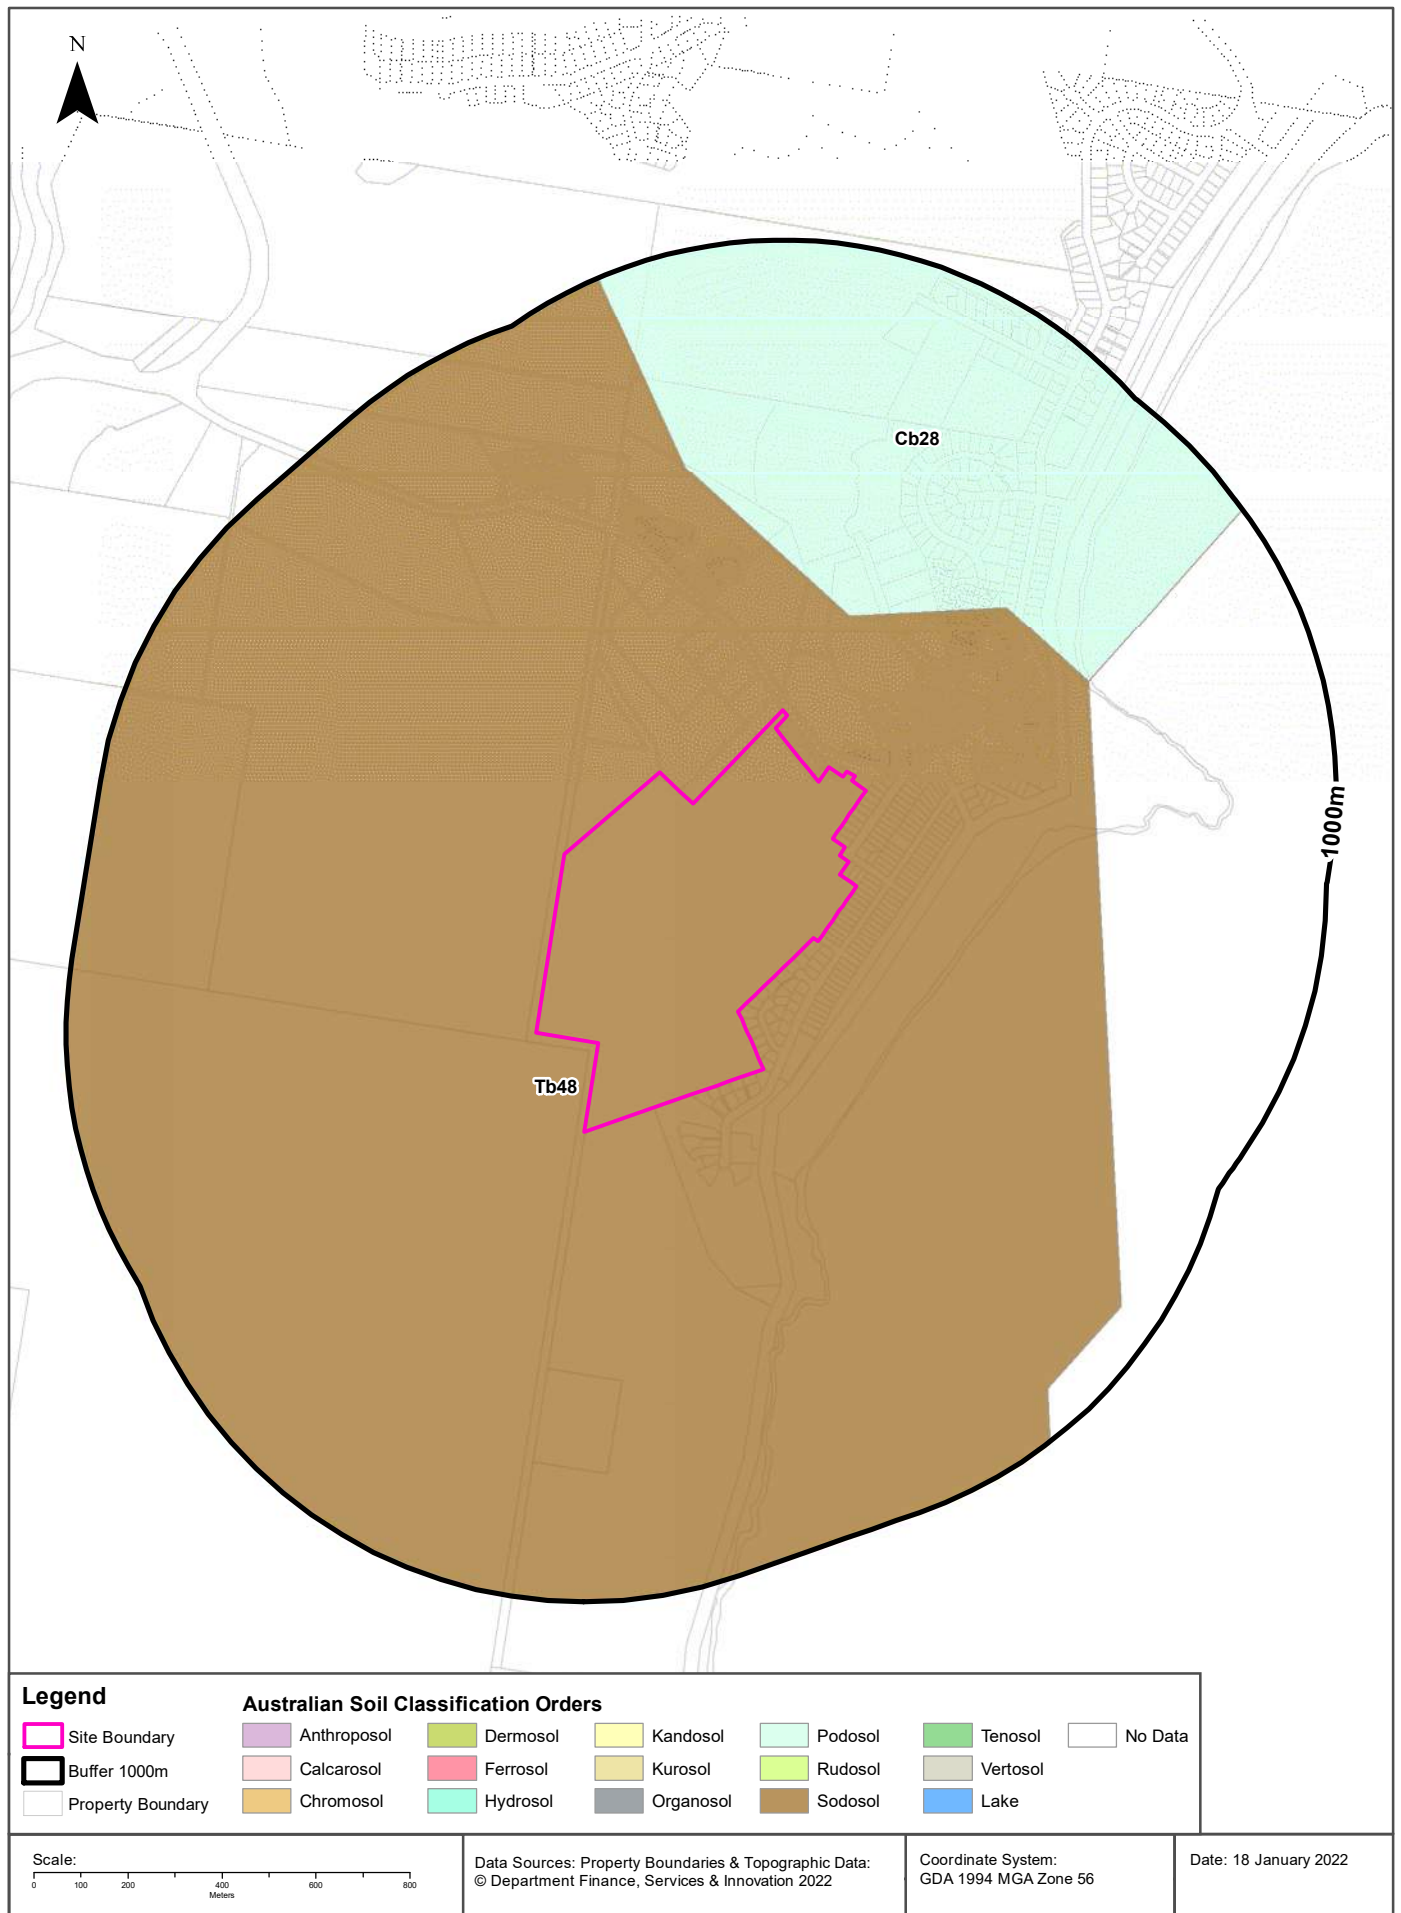 N
Cb28
1000m
Tb48
Legend
Site Boundary
Buffer 1000m
Property Boundary
Australian Soil Classification Orders
Anthroposol
Calcarosol
Chromosol
Dermosol
Ferrosol
Hydrosol
Kandosol
Kurosol
Organosol
Podosol
Rudosol
Sodosol
Tenosol
Vertosol
Lake
No Data
Scale:
0 100 200 400 600 800
Meters
Data Sources: Property Boundaries & Topographic Data:
© Department Finance, Services & Innovation 2022
Coordinate System:
GDA 1994 MGA Zone 56
Date: 18 January 2022